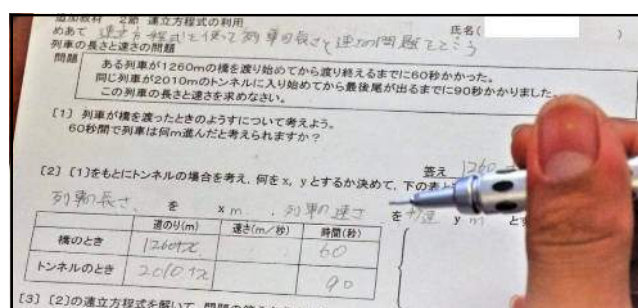 追加教材 2節 連立方程式の利用 氏名( )
めあて 連立方程式を使って列車の長さと速さの問題をとこう
列車の長さと速さの問題
問題 ある列車が1260mの橋を渡り始めてから渡り終えるまでに60秒かかった。
同じ列車が2010mのトンネルに入り始めてから最後尾が出るまでに90秒かかりました。
この列車の長さと速さを求めなさい。
[1] 列車が橋を渡ったときのようすについて考えよう。
60秒間で列車は何m進んだと考えられますか?
答え 1260
[2] [1]をもとにトンネルの場合を考え、何をx, yとするか決めて、下の表と
列車の長さ を x m 、列車の速さ を 秒速 y m とす
道のり(m) 速さ(m/秒) 時間(秒)
橋のとき 1260+x 60
トンネルのとき 2010+x 90
[3] [2]の連立方程式を解いて、問題の